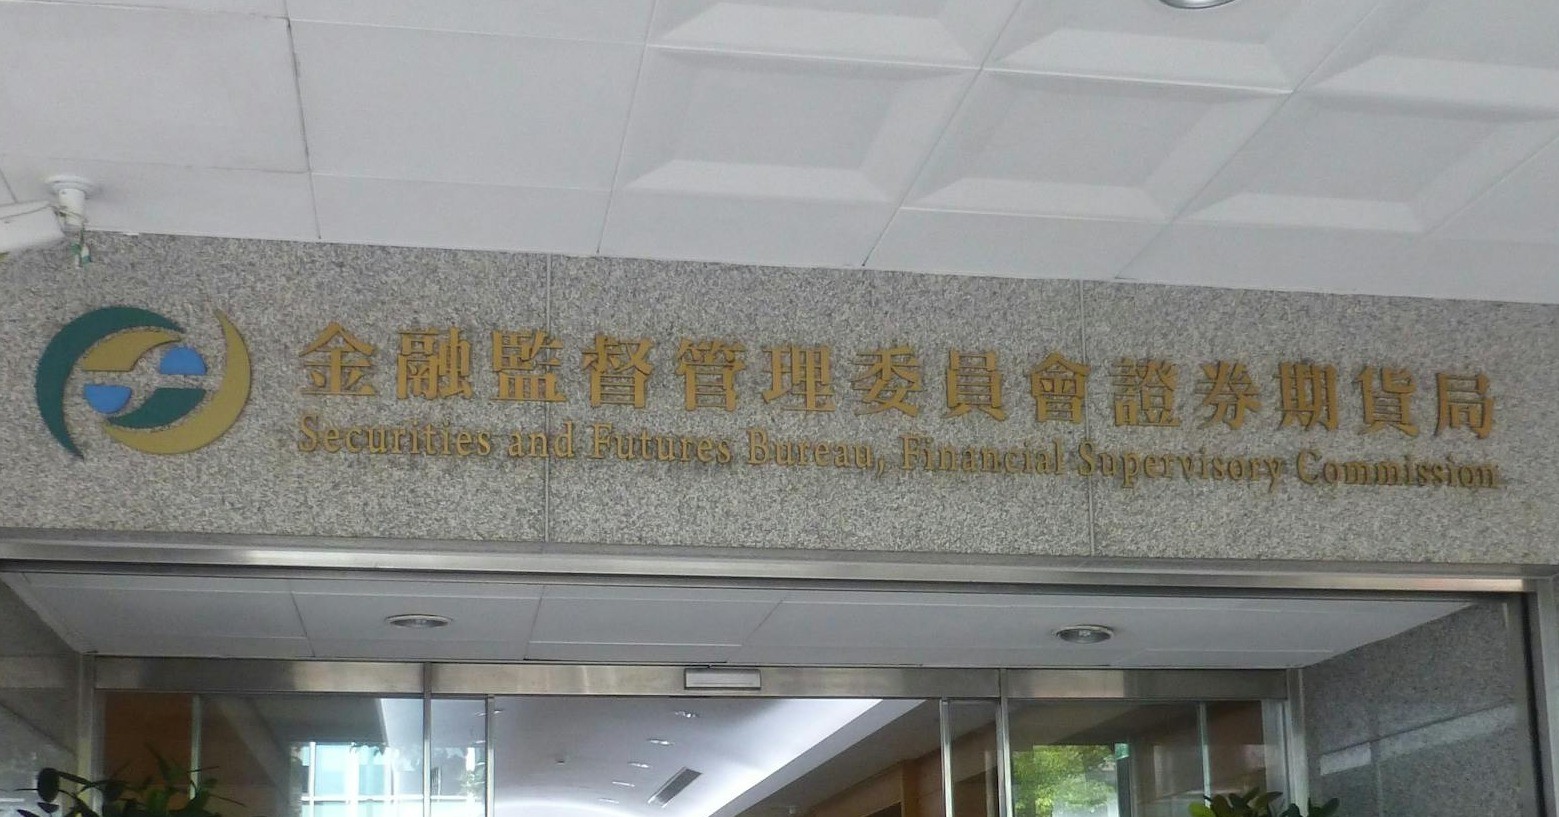 金融監督管理委員會證券期貨局
Securities and Futures Bureau, Financial Supervisory Commission